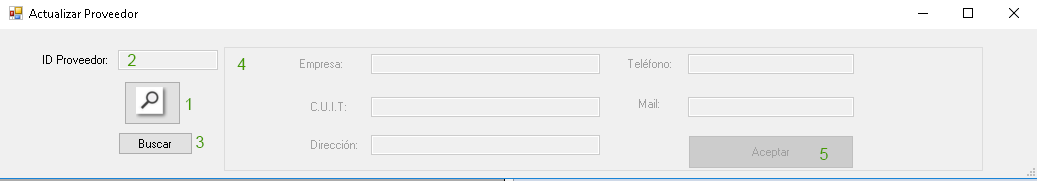 Actualizar Proveedor
ID Proveedor: 2
1
Buscar 3
4
Empresa:
C.U.I.T:
Dirección:
Teléfono:
Mail:
Aceptar 5